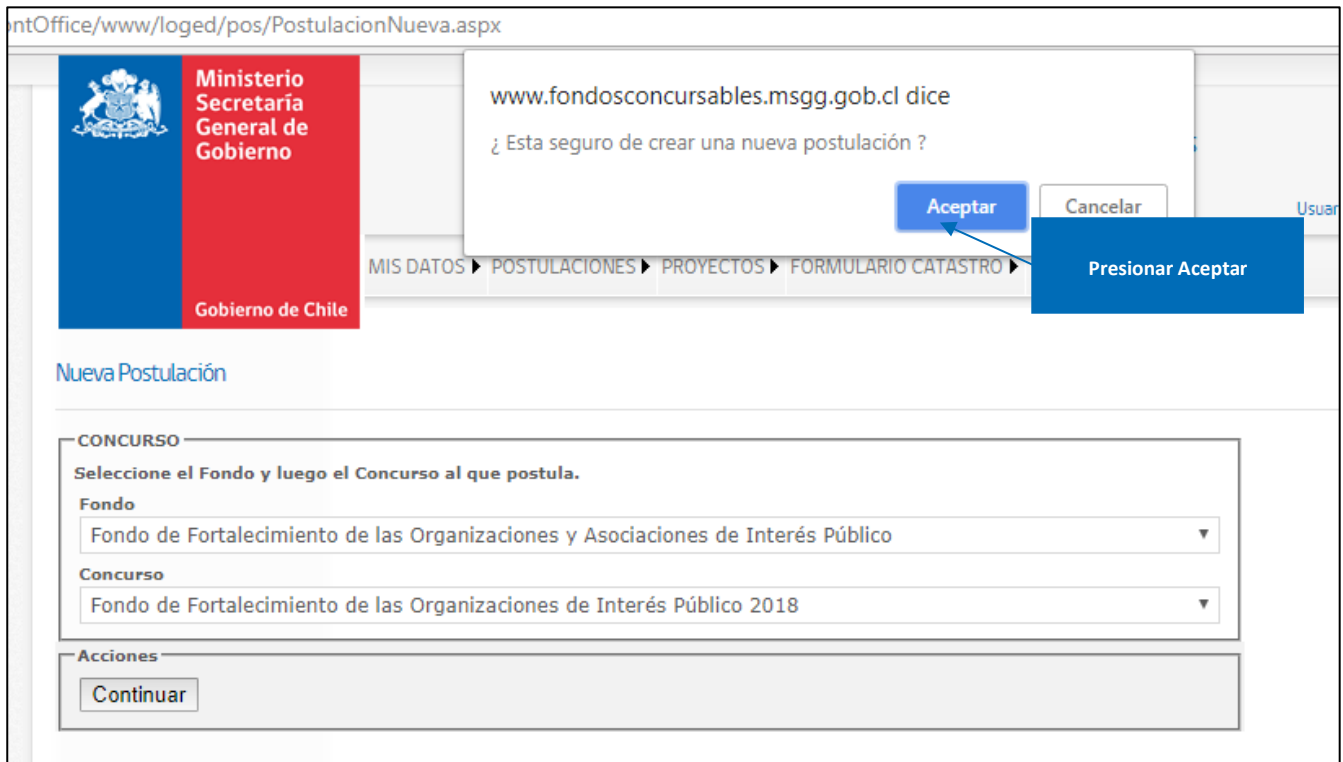 ntOffice/www/loged/pos/PostulacionNueva.aspx
Ministerio
Secretaría
General de
Gobierno
Gobierno de Chile
www.fondosconcursables.msgg.gob.cl dice
¿ Esta seguro de crear una nueva postulación ?
Aceptar Cancelar
Usuar
Presionar Aceptar
MIS DATOS POSTULACIONES PROYECTOS FORMULARIO CATASTRO
Nueva Postulación
CONCURSO
Seleccione el Fondo y luego el Concurso al que postula.
Fondo
Fondo de Fortalecimiento de las Organizaciones y Asociaciones de Interés Público
Concurso
Fondo de Fortalecimiento de las Organizaciones de Interés Público 2018
Acciones
Continuar